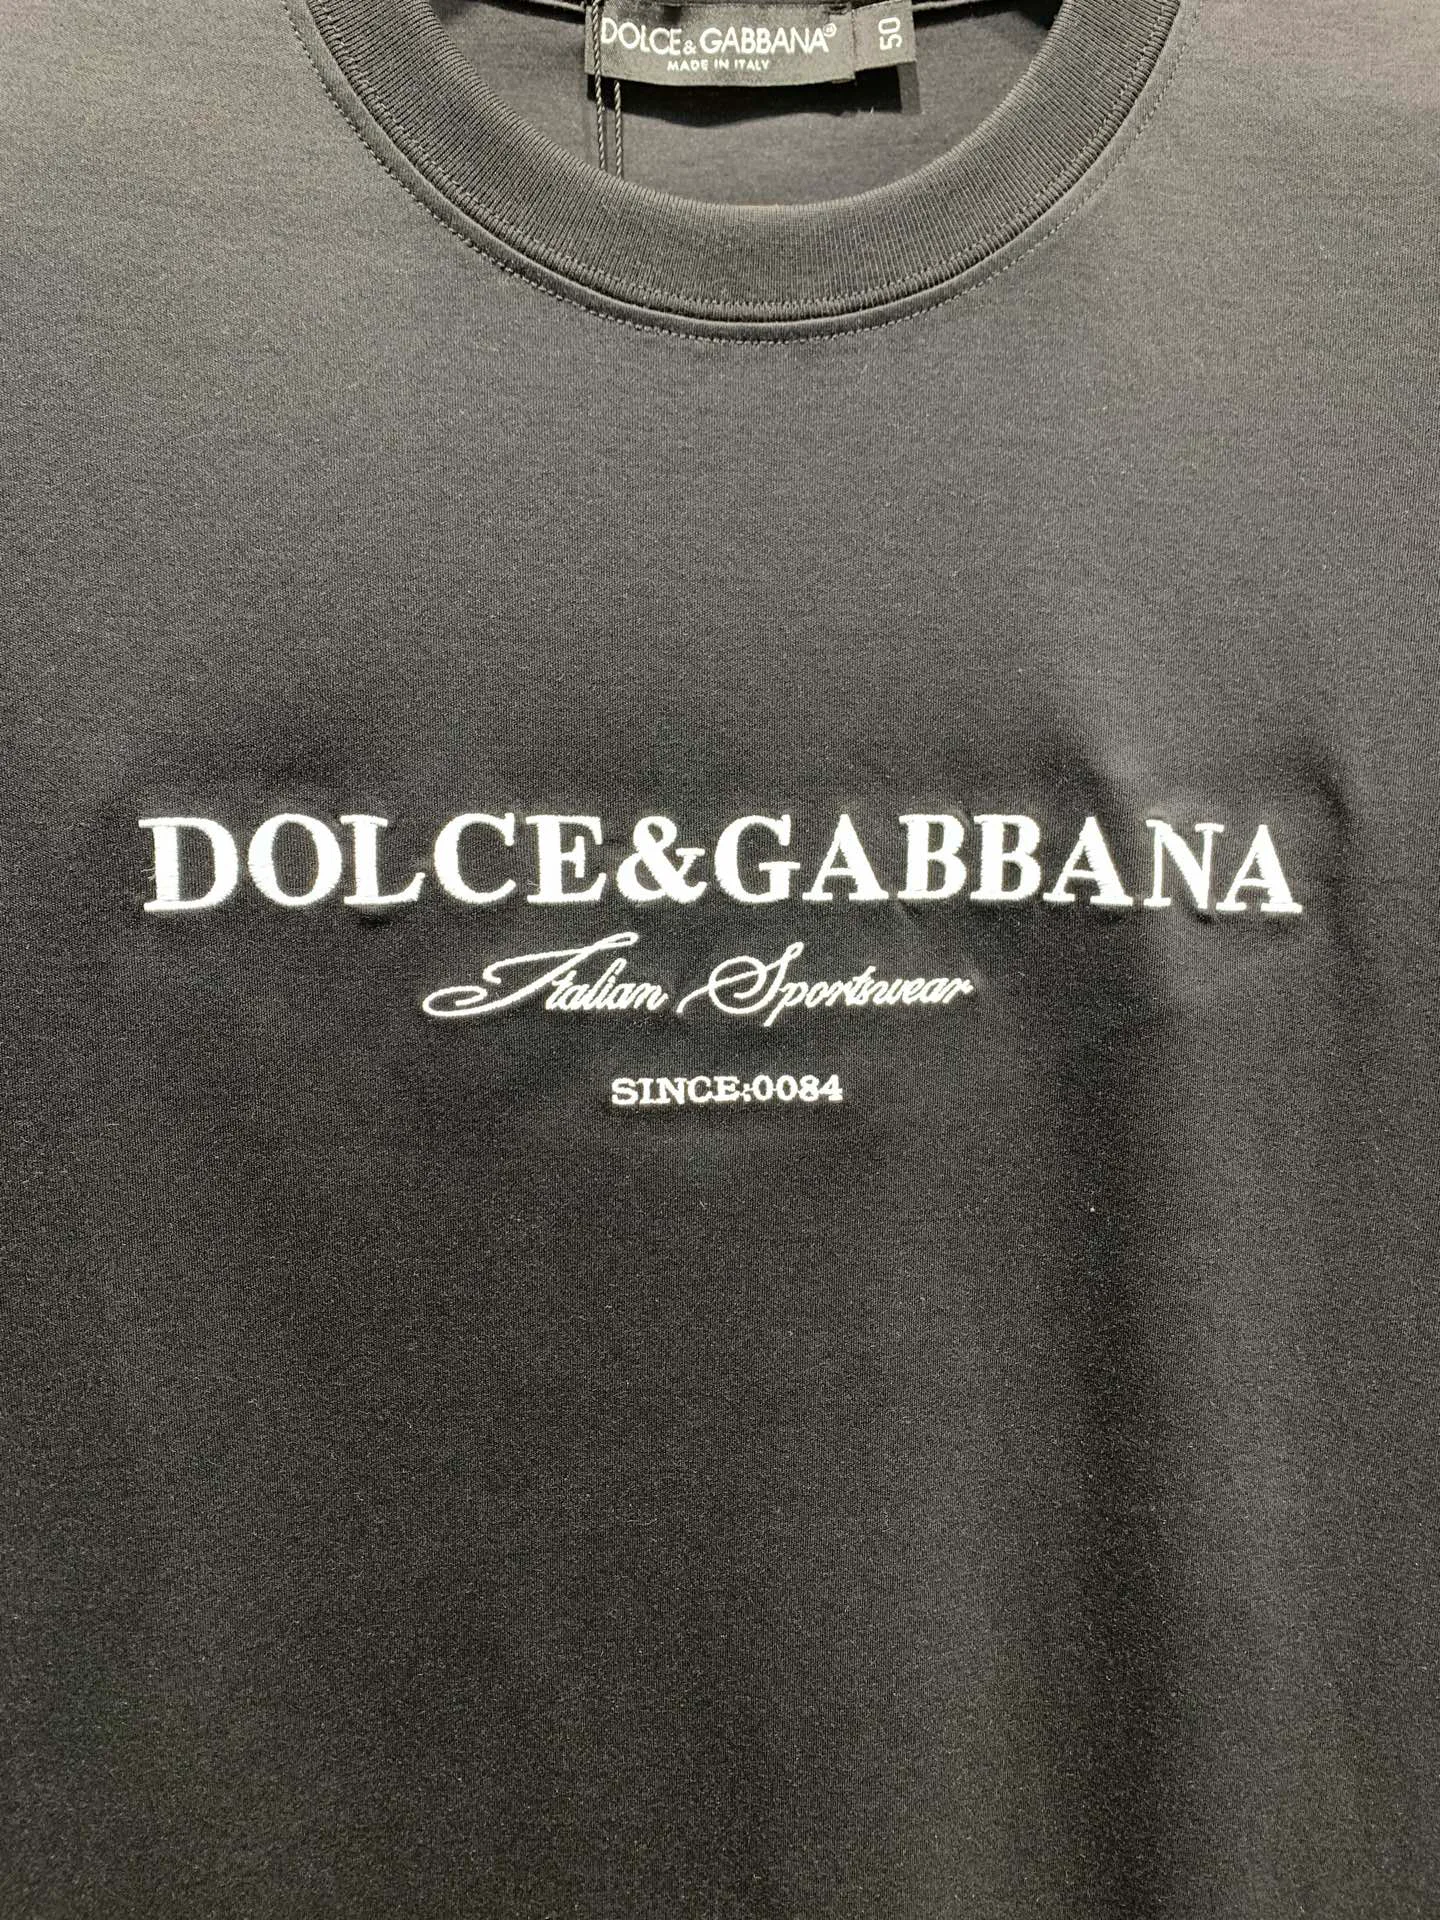 DOLCE&GABBANA® 50
MADE IN ITALY
DOLCE&GABBANA
Italian Sportswear
SINCE:0084